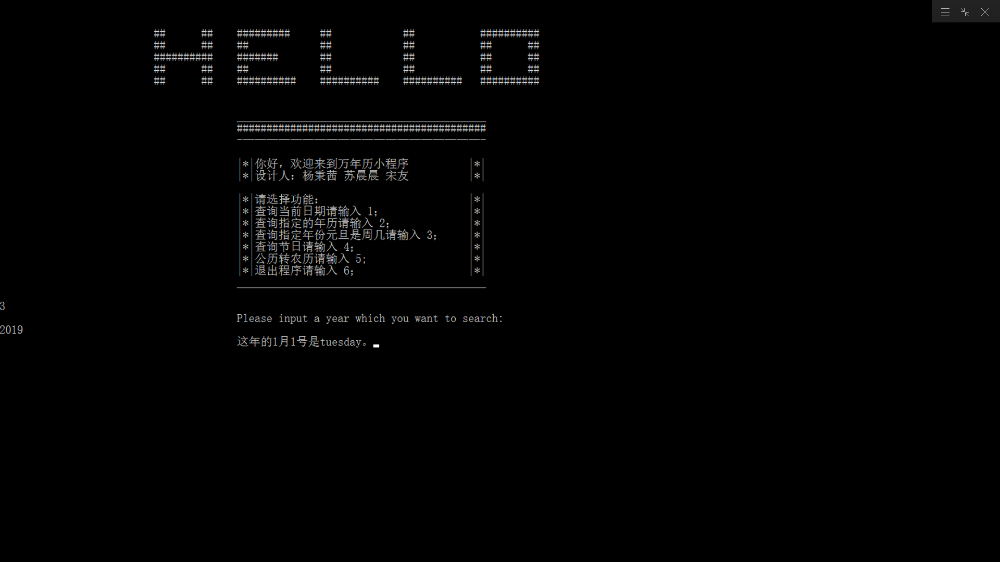 HELLO
########################################
|*|你好，欢迎来到万年历小程序 |*|
|*|设计人：杨秉茜 苏晨晨 宋友 |*|
|*|请选择功能： |*|
|*|查询当前日期请输入 1； |*|
|*|查询指定的年历请输入 2； |*|
|*|查询指定年份元旦是周几请输入 3； |*|
|*|查询节日请输入 4； |*|
|*|公历转农历请输入 5; |*|
|*|退出程序请输入 6； |*|
3
Please input a year which you want to search:
2019
这年的1月1号是tuesday。